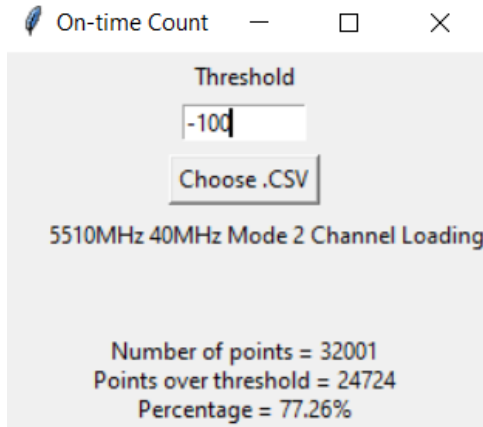 On-time Count
Threshold
-100
Choose .CSV
5510MHz 40MHz Mode 2 Channel Loading
Number of points = 32001
Points over threshold = 24724
Percentage = 77.26%